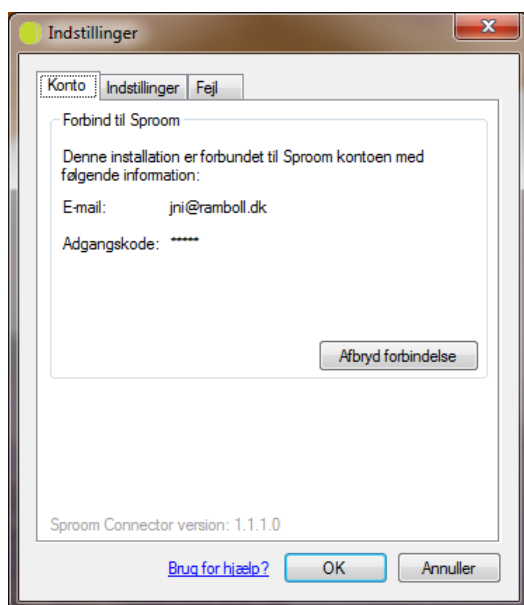 Indstillinger
Konto
Indstillinger
Fejl
Forbind til Sproom
Denne installation er forbundet til Sproom kontoen med
følgende information:
E-mail: jni@ramboll.dk
Adgangskode: *****
Afbryd forbindelse
Sproom Connector version: 1.1.1.0
Brug for hjælp?
OK
Annuller